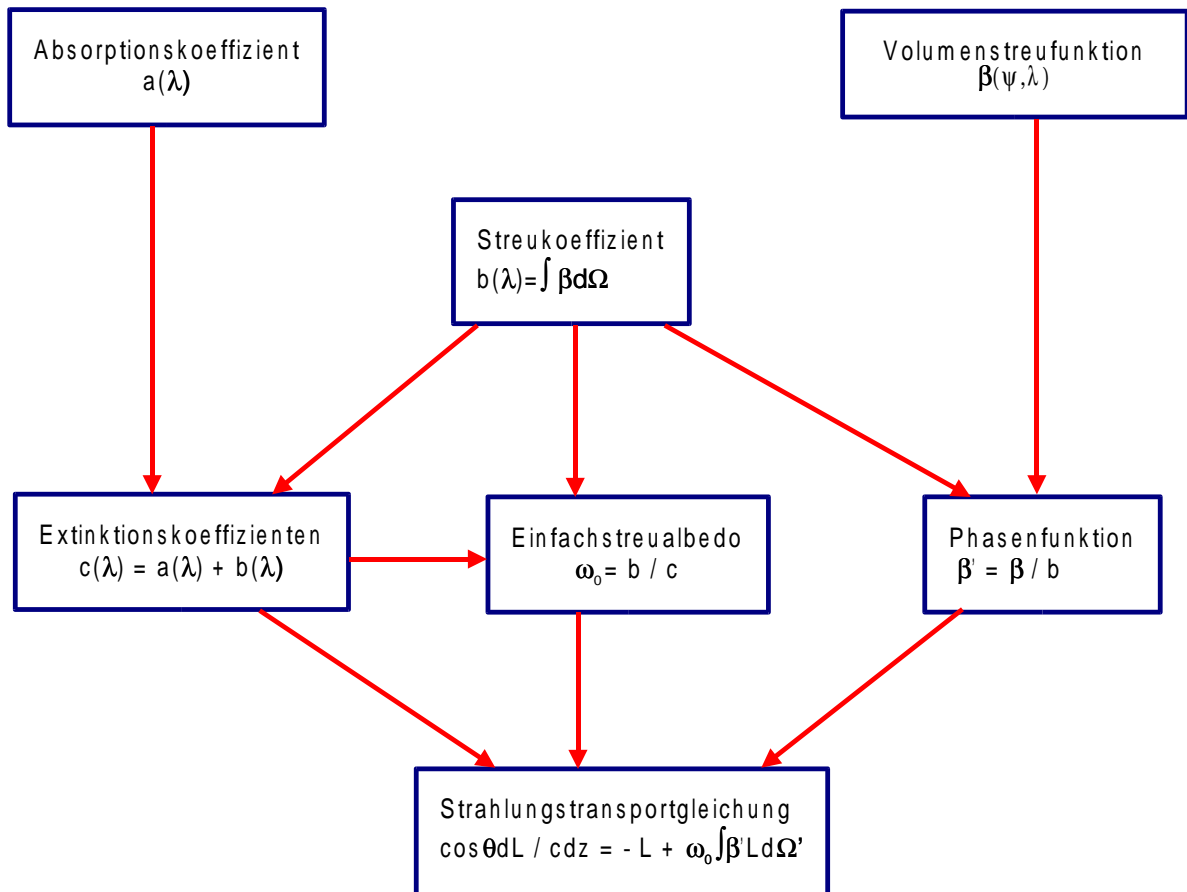 Absorptionskoeffizient
a(λ)
Volumenstreufunktion
β(ψ,λ)
Streukoeffizient
b(λ)=∫ βdΩ
Extinktionskoeffizienten
c(λ) = a(λ) + b(λ)
Einfachstreualbedo
ω₀= b / c
Phasenfunktion
β' = β / b
Strahlungstransportgleichung
cosθdL / cdz = - L + ω₀∫β'LdΩ'